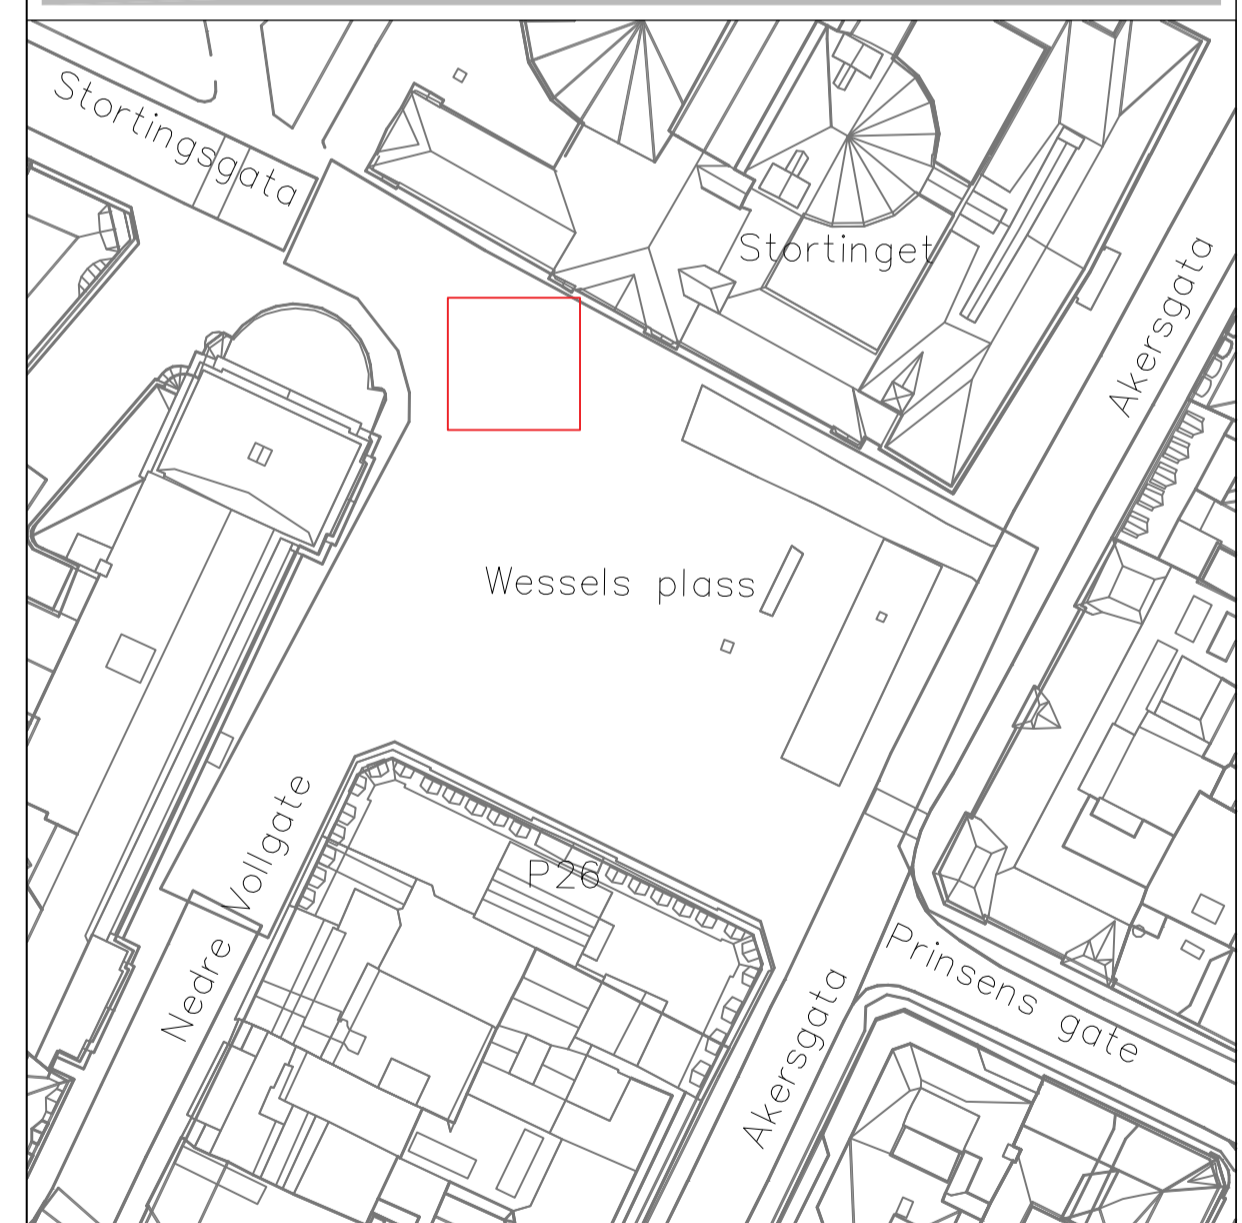 Stortingsgata
Stortinget
Akersgata
Wessels plass
Nedre Vollgate
P26
Prinsens gate
Akersgata